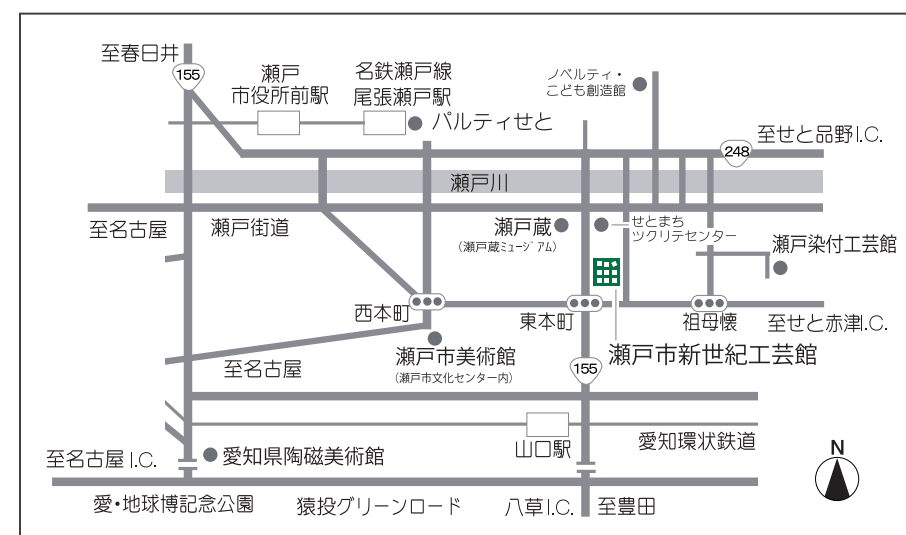 至春日井
155
瀬戸
市役所前駅
名鉄瀬戸線
尾張瀬戸駅
パルティせと
ノベルティ・
こども創造館
248
至せと品野I.C.
瀬戸川
至名古屋
瀬戸街道
瀬戸蔵
(瀬戸蔵ミュージアム)
せとまち
ツクリテセンター
瀬戸染付工芸館
西本町
東本町
祖母懐
至せと赤津I.C.
瀬戸市美術館
(瀬戸市文化センター内)
至名古屋
155
瀬戸市新世紀工芸館
山口駅
愛知環状鉄道
至名古屋I.C.
愛知県陶磁美術館
N
愛・地球博記念公園
猿投グリーンロード
八草I.C.
至豊田